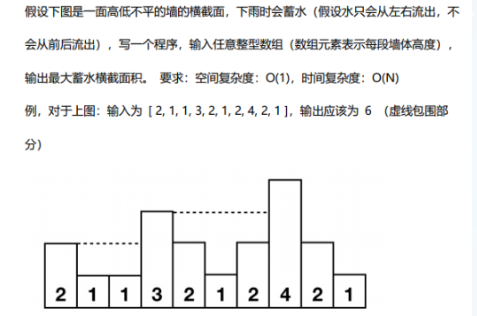 假设下图是一面高低不平的墙的横截面，下雨时会蓄水（假设水只会从左右流出，不
会从前后流出），写一个程序，输入任意整型数组（数组元素表示每段墙体高度），
输出最大蓄水横截面积。 要求：空间复杂度：O(1)，时间复杂度：O(N)
例，对于上图：输入为 [ 2, 1, 1, 3, 2, 1, 2, 4, 2, 1 ]，输出应该为 6 （虚线包围部
分）
2 1 1 3 2 1 2 4 2 1